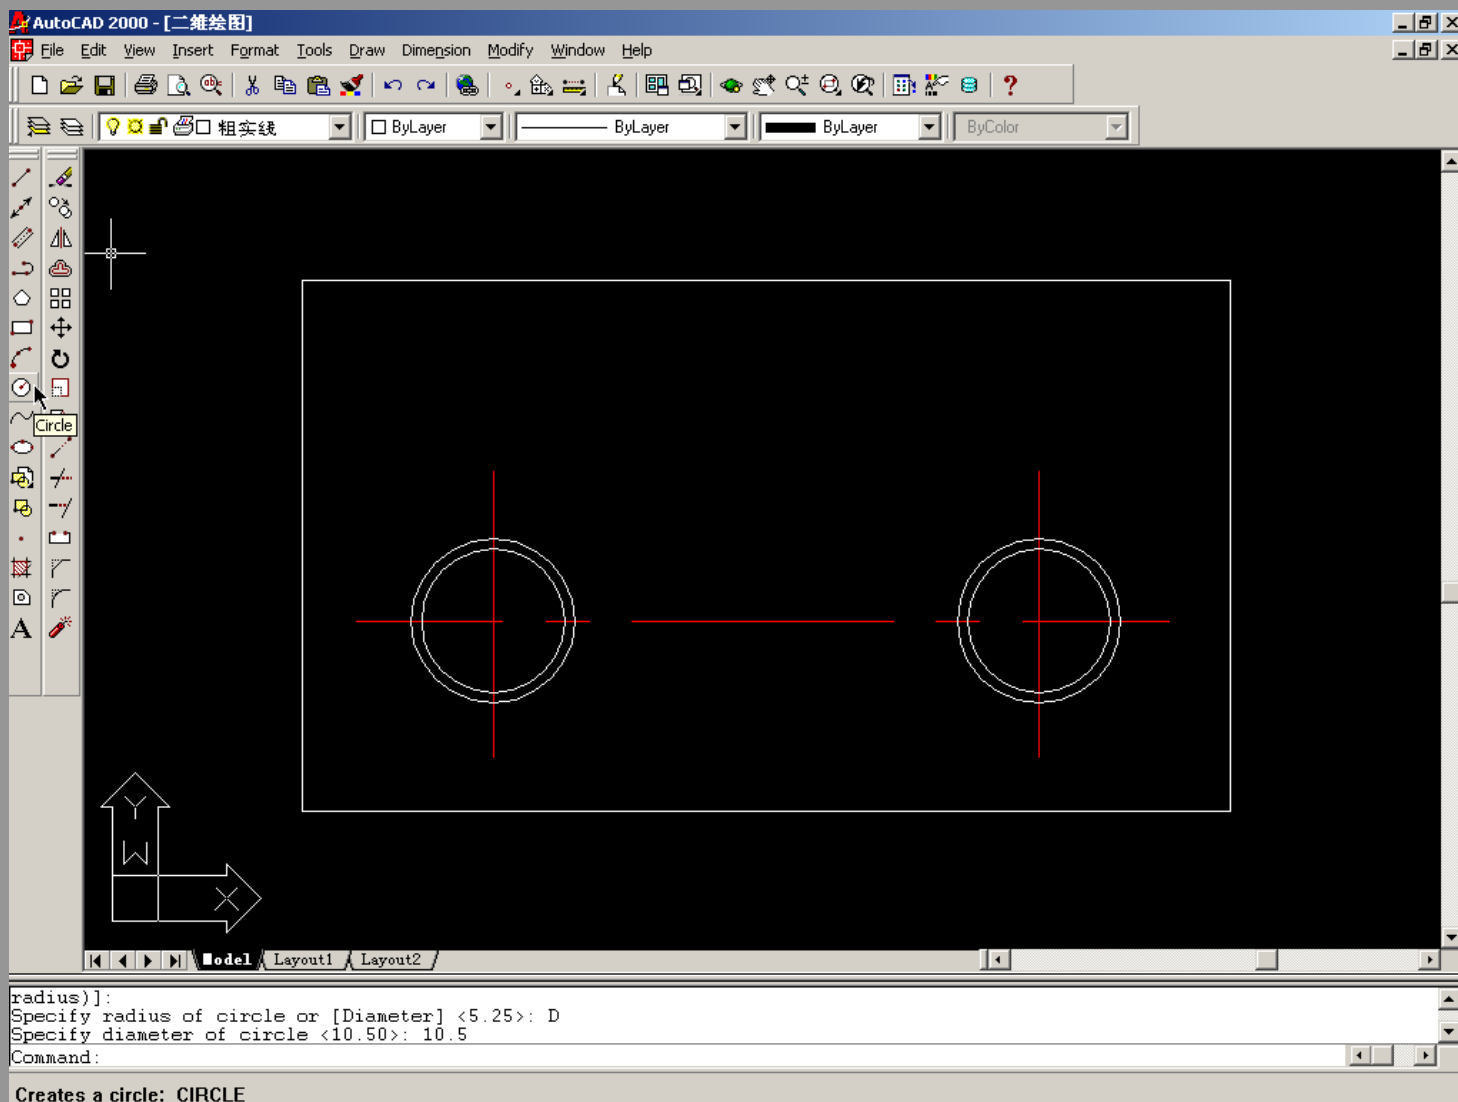 AutoCAD 2000 - [二维绘图]
File Edit View Insert Format Tools Draw Dimension Modify Window Help
粗实线 ByLayer ByLayer ByLayer ByColor
Circle
A
Y
W
X
Model Layout1 Layout2
radius)]:
Specify radius of circle or [Diameter] <5.25>: D
Specify diameter of circle <10.50>: 10.5
Command:
Creates a circle: CIRCLE